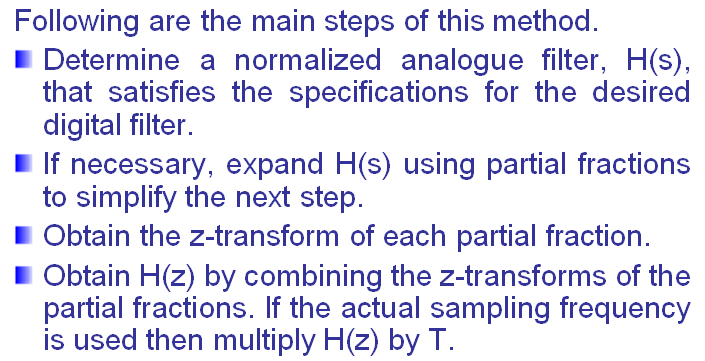 Following are the main steps of this method.
Determine a normalized analogue filter, H(s),
that satisfies the specifications for the desired
digital filter.
If necessary, expand H(s) using partial fractions
to simplify the next step.
Obtain the z-transform of each partial fraction.
Obtain H(z) by combining the z-transforms of the
partial fractions. If the actual sampling frequency
is used then multiply H(z) by T.